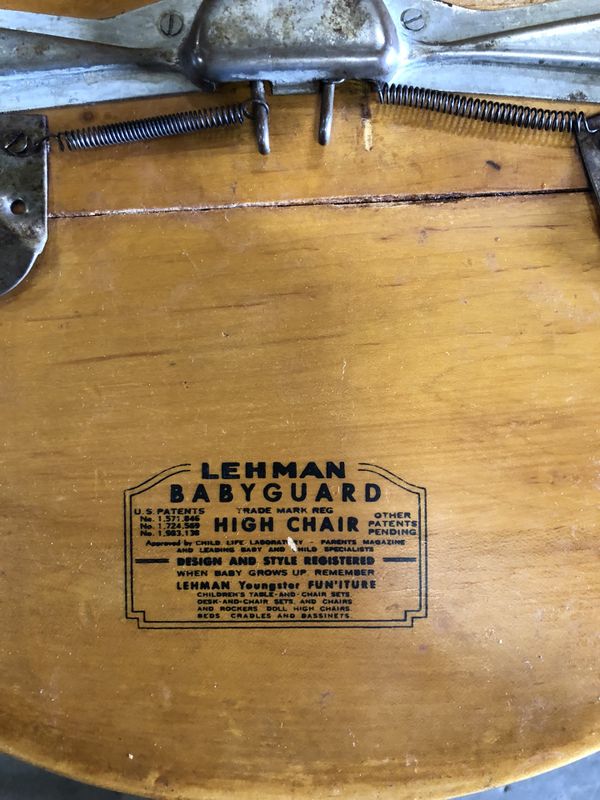 LEHMAN
BABYGUARD
U.S. PATENTS TRADE MARK REG
No. 1,571,846 HIGH CHAIR OTHER
No. 1,724,589 PATENTS
No. 1,983,130 PENDING
Approved by CHILD LIFE LABORATORY - PARENTS MAGAZINE
AND LEADING BABY AND CHILD SPECIALISTS
DESIGN AND STYLE REGISTERED
WHEN BABY GROWS UP, REMEMBER
LEHMAN Youngster FUN'ITURE
CHILDREN'S TABLE-AND-CHAIR SETS
DESK-AND-CHAIR SETS, AND CHAIRS
AND ROCKERS DOLL HIGH CHAIRS
BEDS CRADLES AND BASSINETS